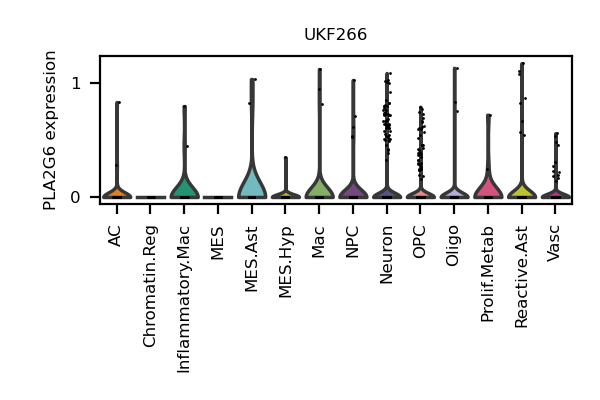 UKF266
PLA2G6 expression
1
0
AC
Chromatin.Reg
Inflammatory.Mac
MES
MES.Ast
MES.Hyp
Mac
NPC
Neuron
OPC
Oligo
Prolif.Metab
Reactive.Ast
Vasc